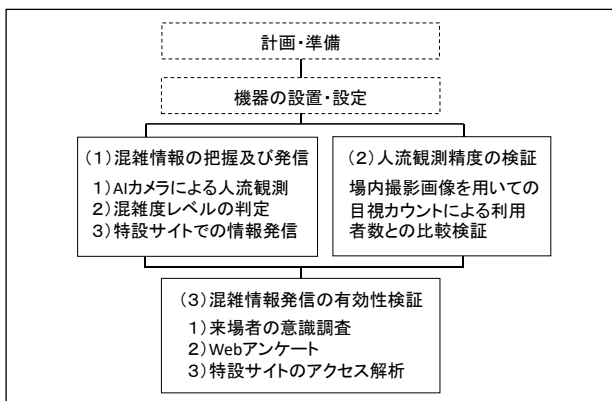 計画・準備
機器の設置・設定
(1)混雑情報の把握及び発信
1)AIカメラによる人流観測
2)混雑度レベルの判定
3)特設サイトでの情報発信
(2)人流観測精度の検証
場内撮影画像を用いての
目視カウントによる利用
者数との比較検証
(3)混雑情報発信の有効性検証
1)来場者の意識調査
2)Webアンケート
3)特設サイトのアクセス解析